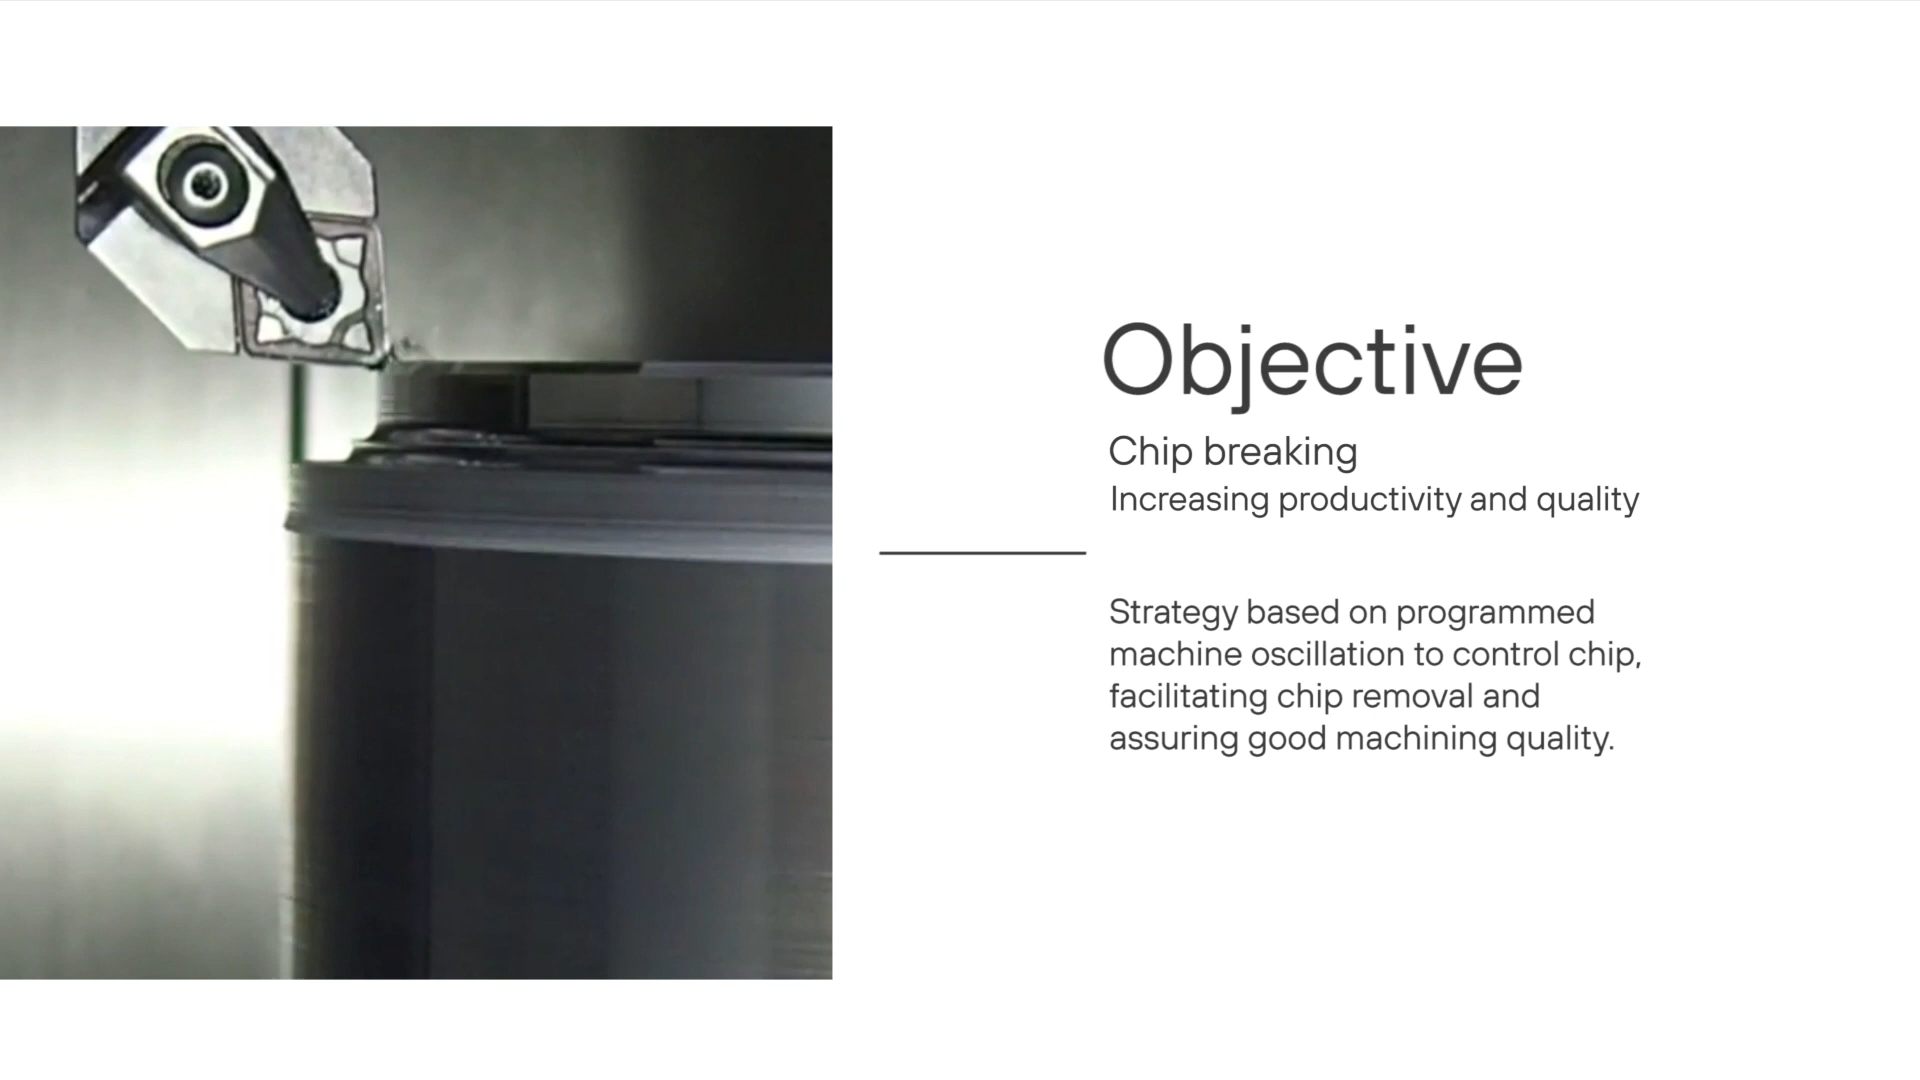 Objective
Chip breaking
Increasing productivity and quality
Strategy based on programmed
machine oscillation to control chip,
facilitating chip removal and
assuring good machining quality.